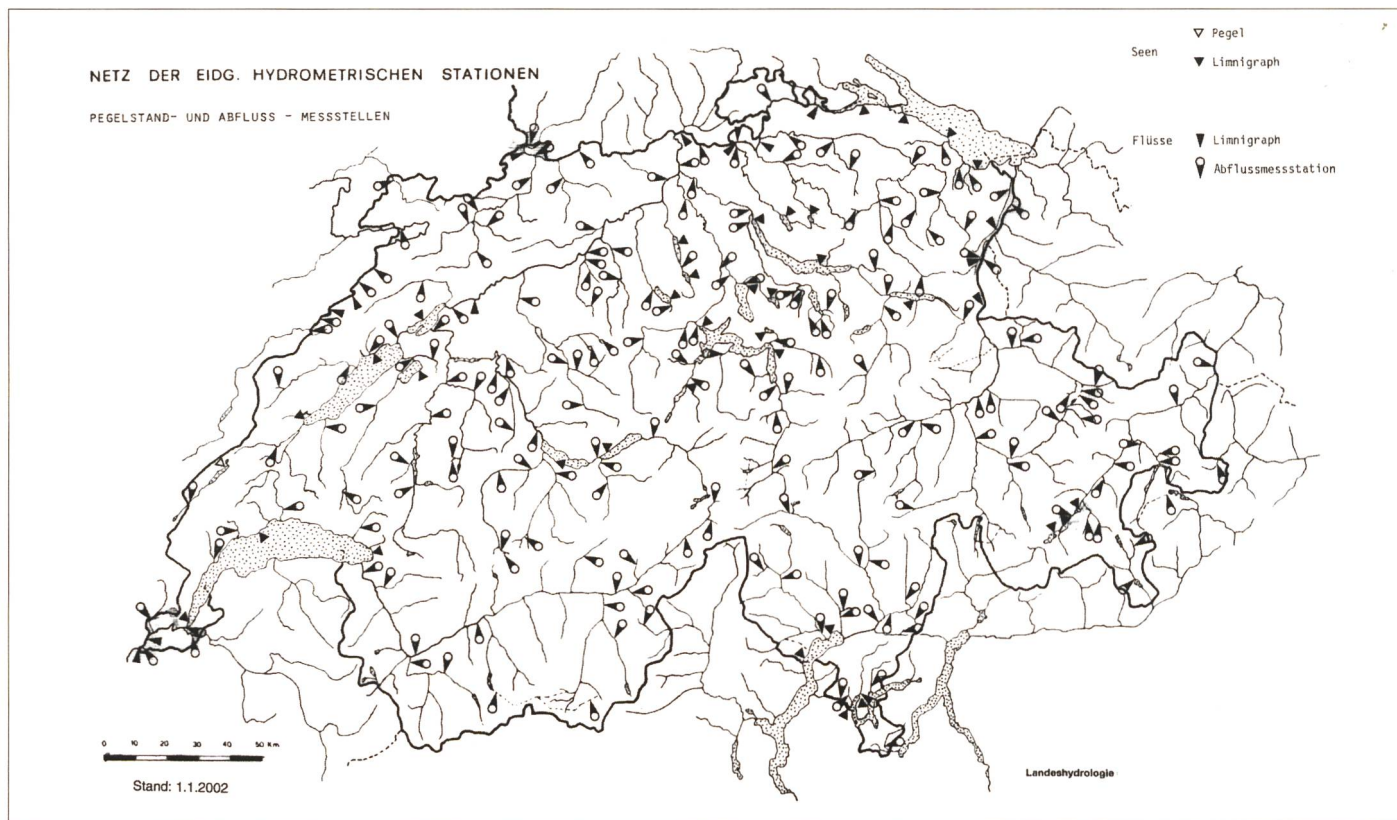 NETZ DER EIDG. HYDROMETRISCHEN STATIONEN
PEGELSTAND- UND ABFLUSS - MESSSTELLEN
Seen
Pegel
Limnigraph
Flüsse
Limnigraph
Abflussmessstation
0 10 20 30 40 50 Km
Stand: 1.1.2002
Landeshydrologie